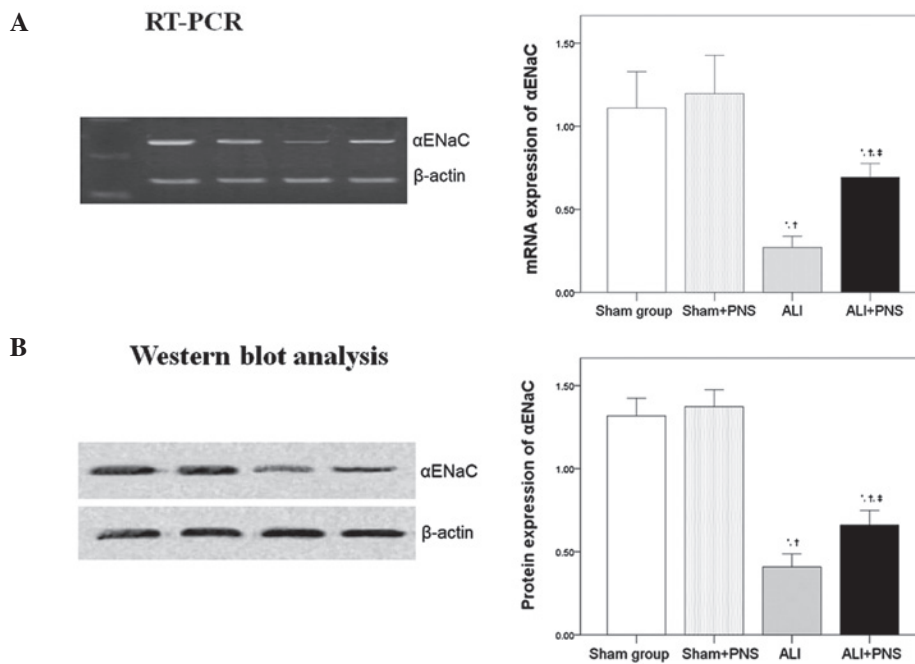 A
RT-PCR
αENaC
β-actin
mRNA expression of αENaC
1.50
1.00
0.50
0.00
*,†
*,†,‡
Sham group
Sham+PNS
ALI
ALI+PNS
B
Western blot analysis
αENaC
β-actin
Protein expression of αENaC
1.50
1.00
0.50
0.00
*,†
*,†,‡
Sham group
Sham+PNS
ALI
ALI+PNS